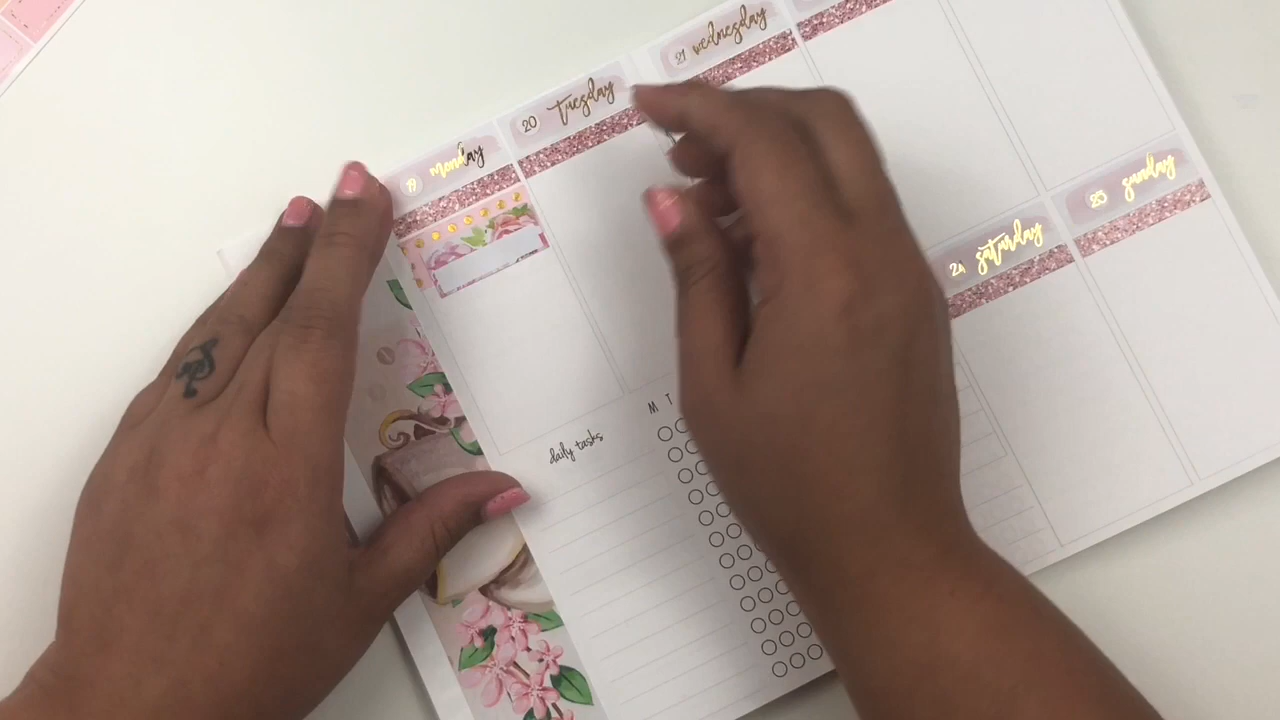 19 monday
20 tuesday
21 wednesday
24 saturday
25 sunday
daily tasks
M T